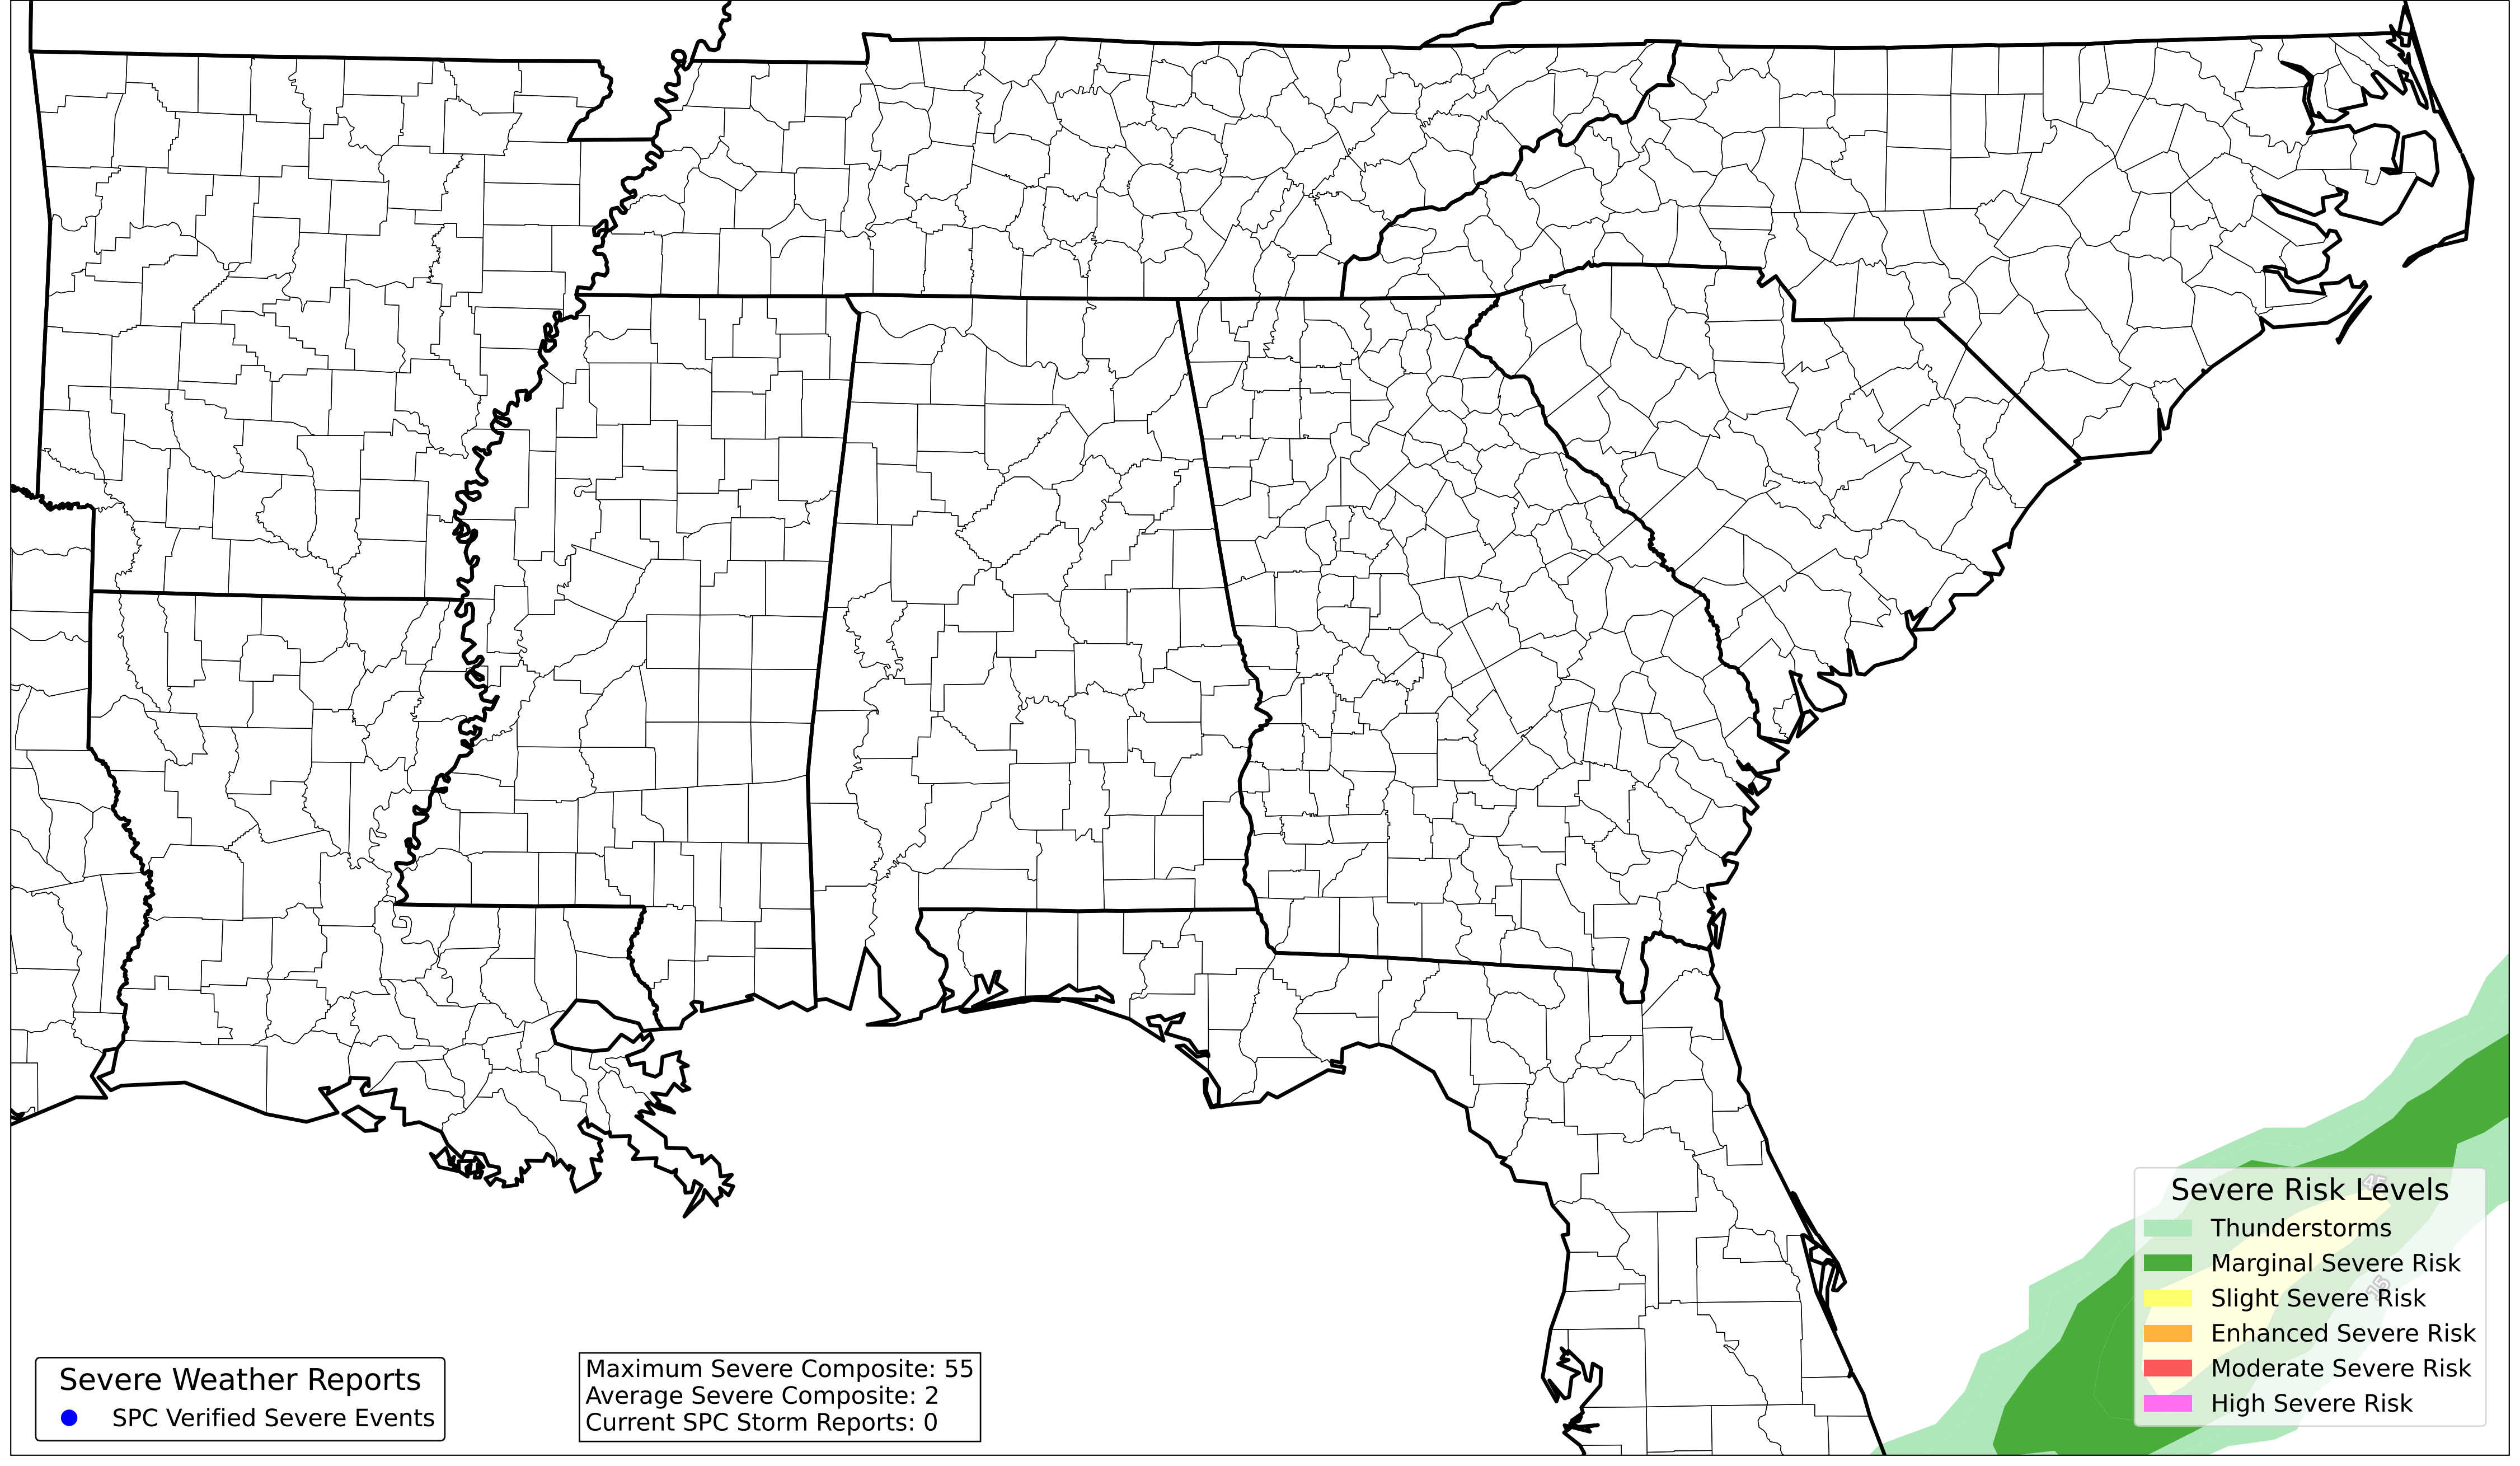 Severe Risk Levels
Thunderstorms
Marginal Severe Risk
Slight Severe Risk
Enhanced Severe Risk
Moderate Severe Risk
High Severe Risk
Severe Weather Reports
SPC Verified Severe Events
Maximum Severe Composite: 55
Average Severe Composite: 2
Current SPC Storm Reports: 0